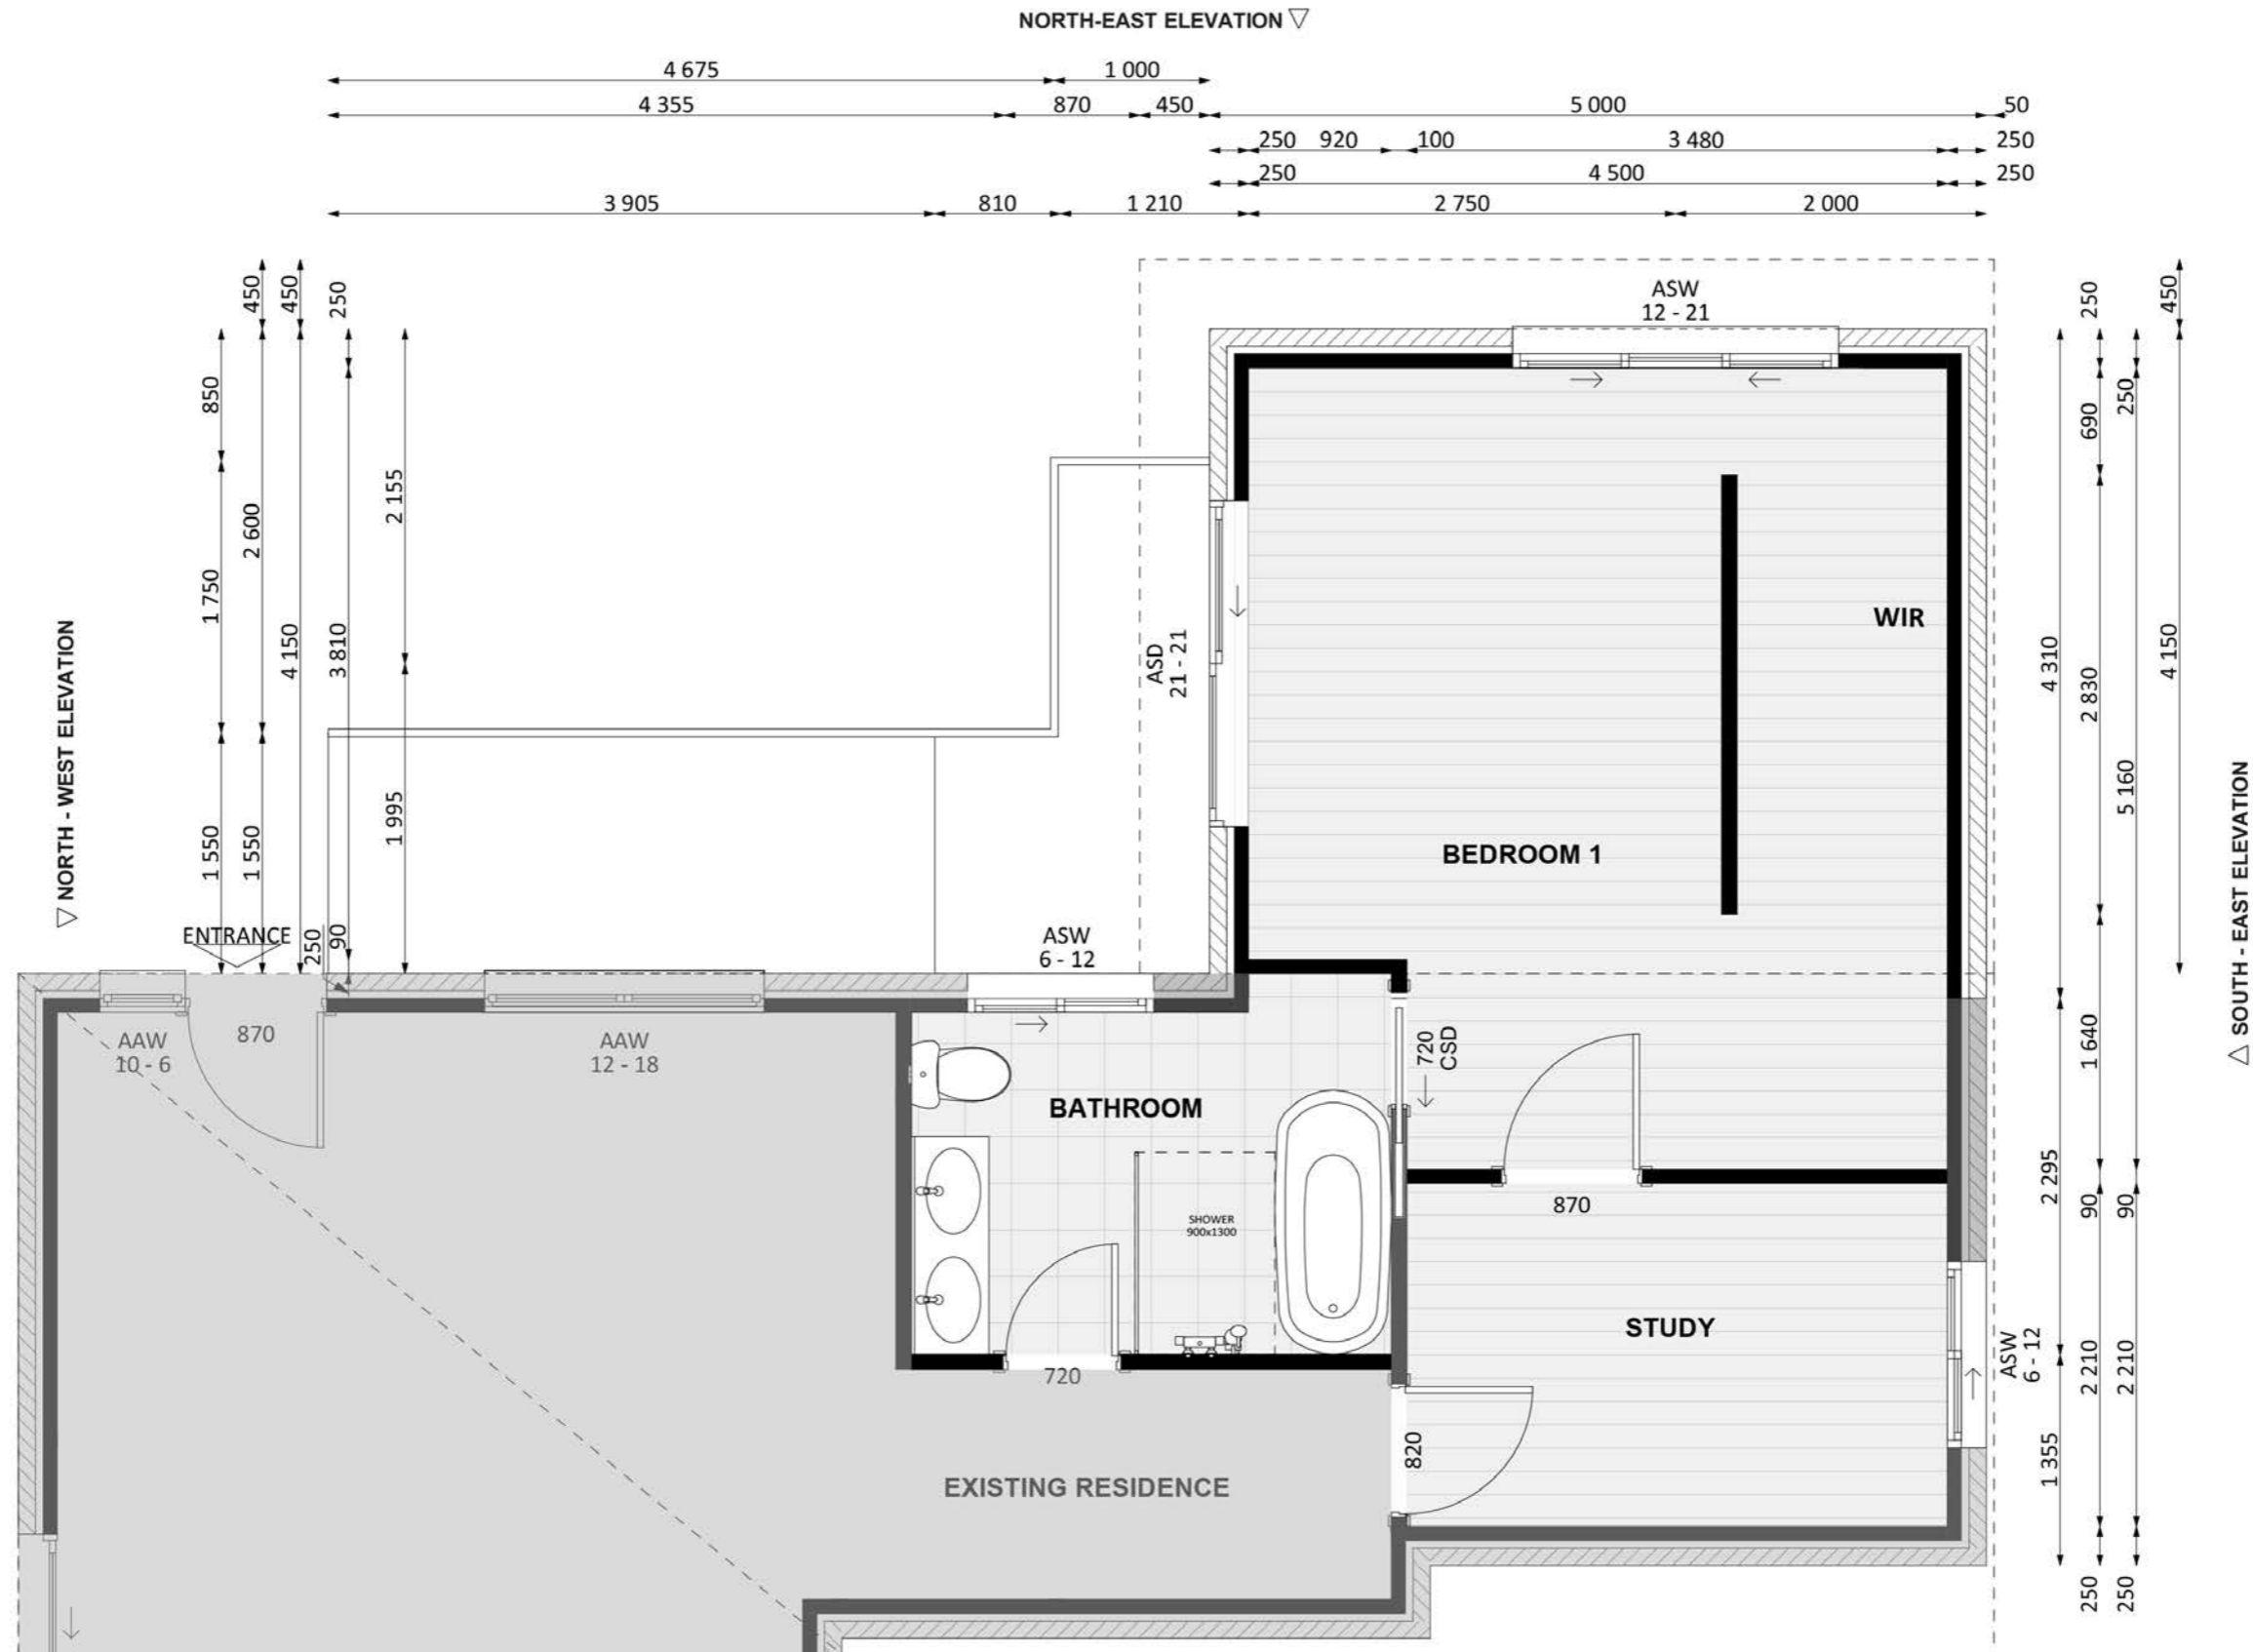 NORTH-EAST ELEVATION
4 675
1 000
4 355
870
450
5 000
50
250
920
100
3 480
250
250
4 500
250
3 905
810
1 210
2 750
2 000
450
450
250
850
2 155
2 600
1 750
4 150
3 810
1 995
1 550
1 550
250
90
NORTH - WEST ELEVATION
ENTRANCE
ASW
12 - 21
ASD
21 - 21
WIR
BEDROOM 1
ASW
6 - 12
AAW
10 - 6
870
AAW
12 - 18
BATHROOM
720
CSD
SHOWER
900x1300
870
STUDY
720
820
EXISTING RESIDENCE
ASW
6 - 12
250
450
690
250
4 310
2 830
4 150
5 160
1 640
2 295
90
90
2 210
2 210
1 355
250
250
SOUTH - EAST ELEVATION